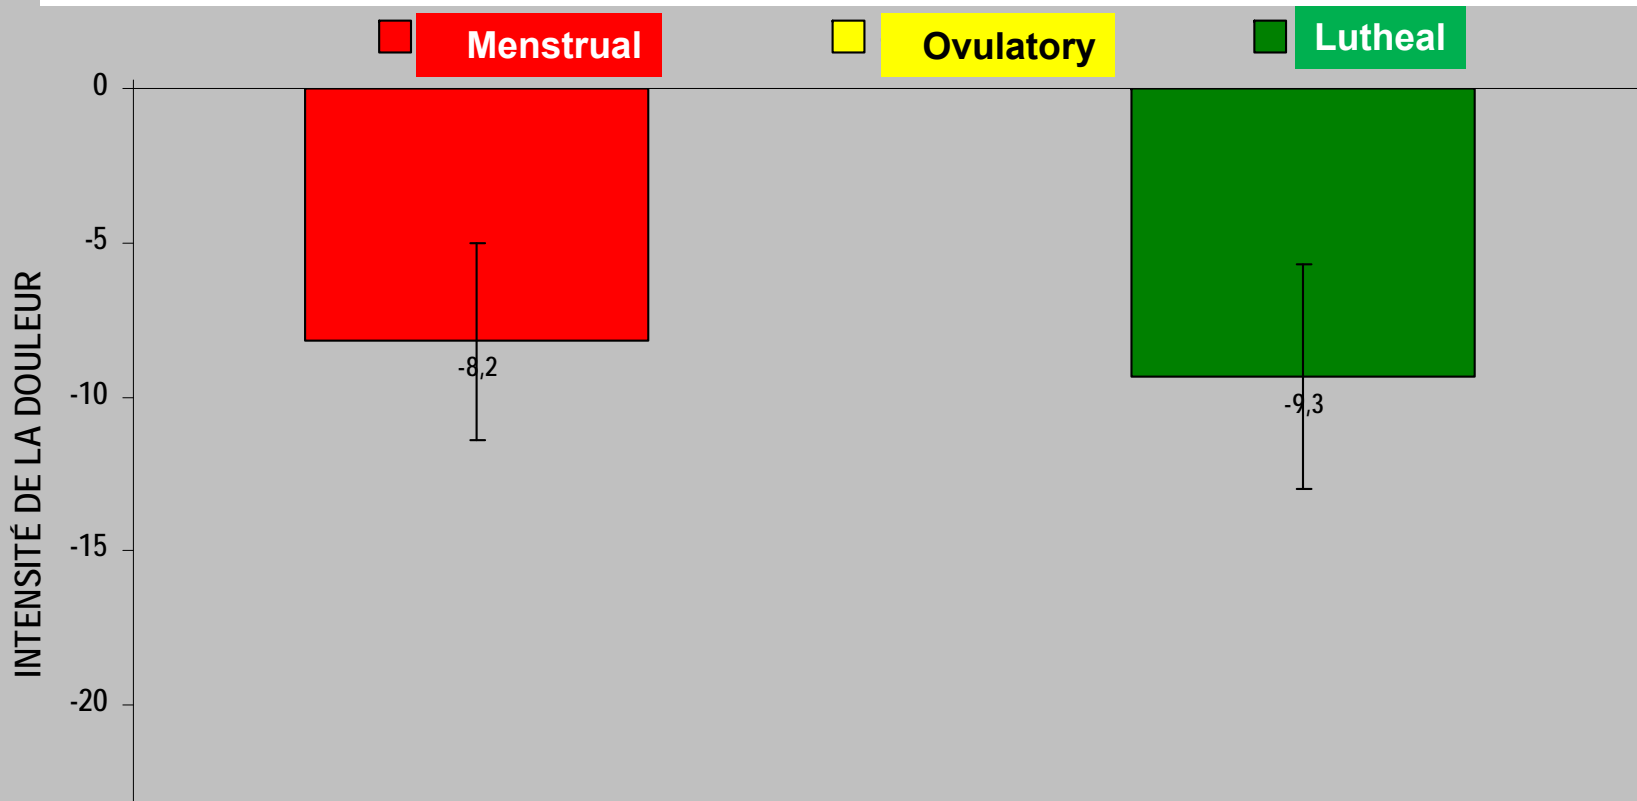 Menstrual
Ovulatory
Lutheal
0
-5
-10
-15
-20
INTENSITÉ DE LA DOULEUR
-8,2
-9,3